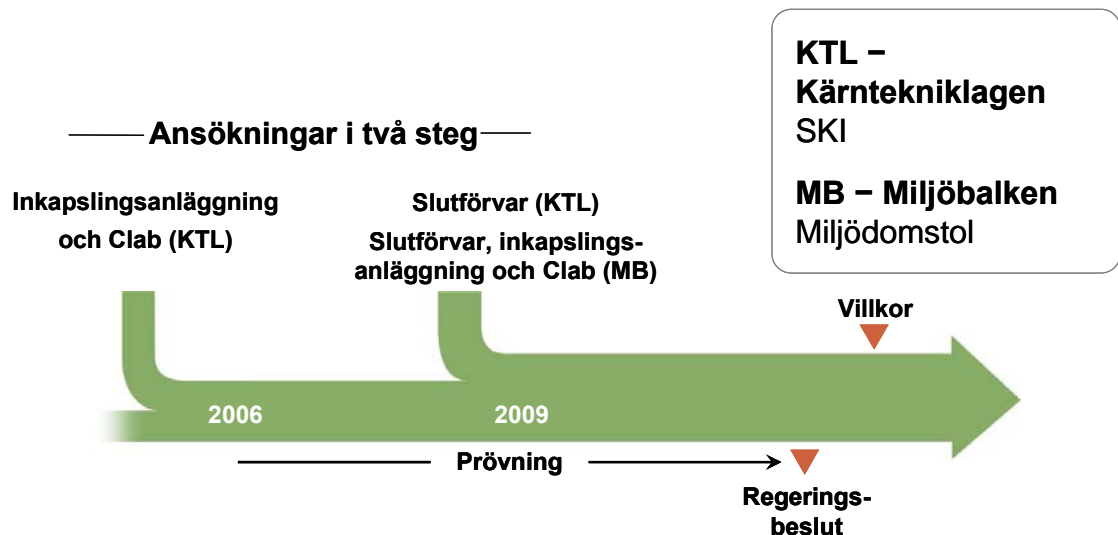 KTL –
Kärntekniklagen
SKI
MB – Miljöbalken
Miljödomstol
Ansökningar i två steg
Inkapslingsanläggning
och Clab (KTL)
Slutförvar (KTL)
Slutförvar, inkapslings-
anläggning och Clab (MB)
Villkor
2006
2009
Prövning
Regerings-
beslut